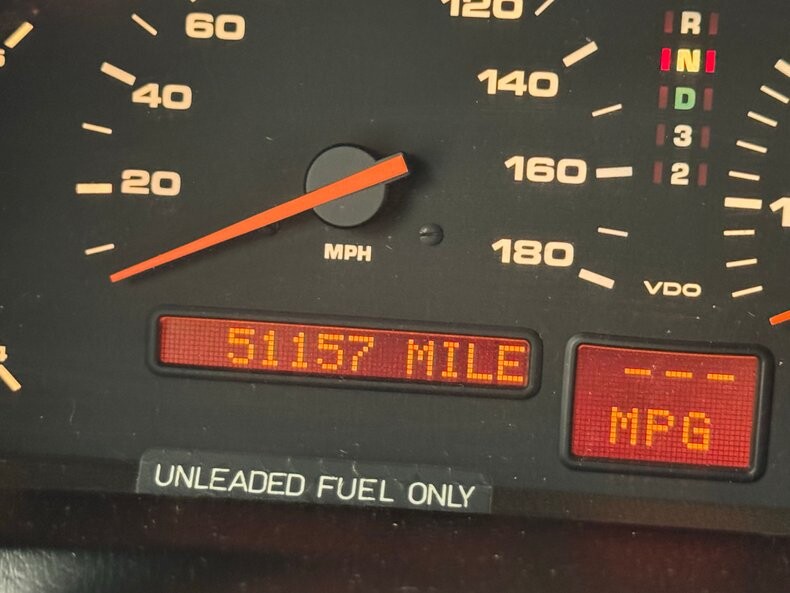 120
60
R
N
140
40
D
3
160
20
2
180
MPH
VDO
51157 MILE
---
MPG
UNLEADED FUEL ONLY